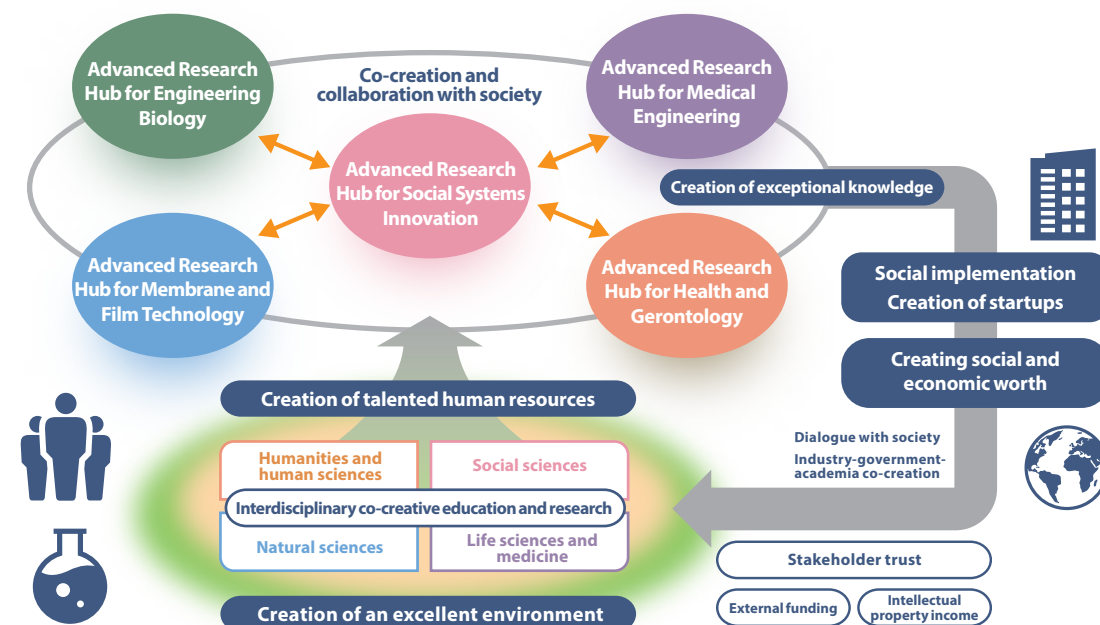 Advanced Research
Hub for Engineering
Biology
Co-creation and
collaboration with society
Advanced Research
Hub for Medical
Engineering
Advanced Research
Hub for Social Systems
Innovation
Creation of exceptional knowledge
Advanced Research
Hub for Membrane and
Film Technology
Advanced Research
Hub for Health and
Gerontology
Social implementation
Creation of startups
Creating social and
economic worth
Creation of talented human resources
Humanities and
human sciences
Social sciences
Interdisciplinary co-creative education and research
Natural sciences
Life sciences and
medicine
Creation of an excellent environment
Dialogue with society
Industry-government-
academia co-creation
Stakeholder trust
External funding
Intellectual
property income